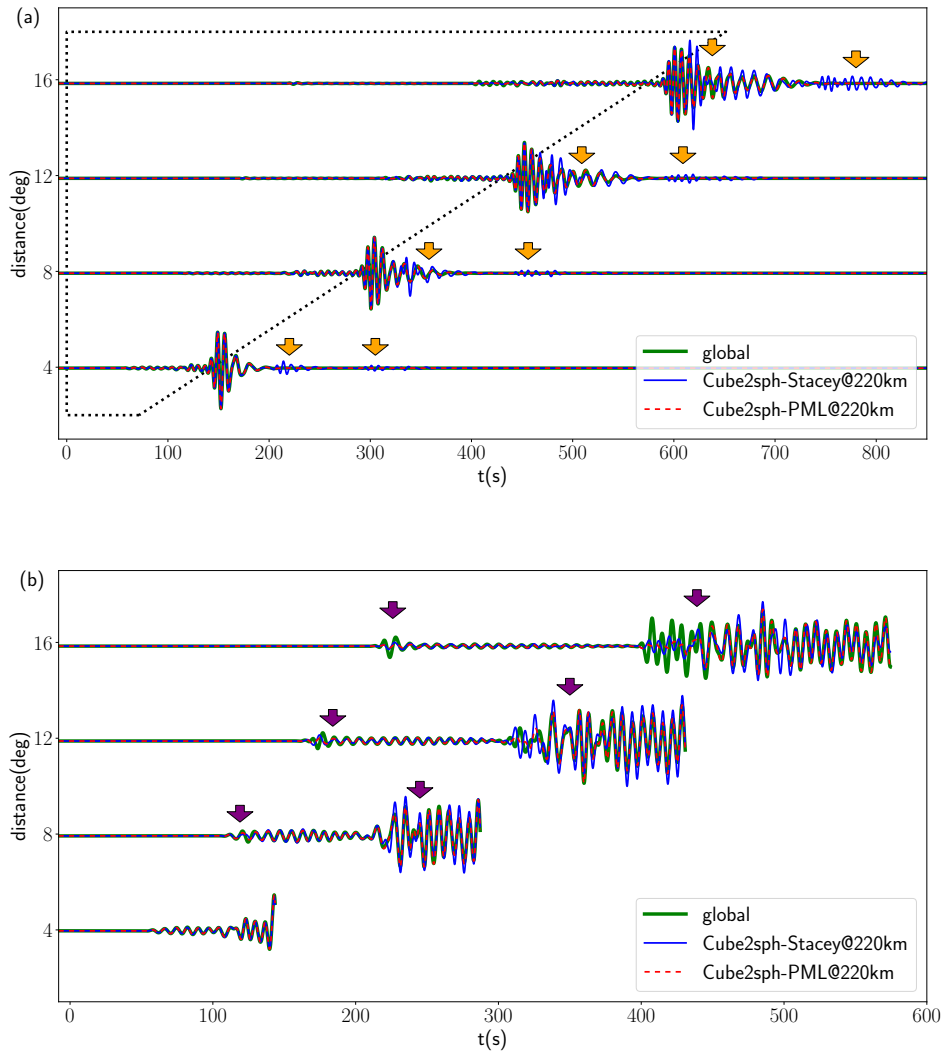 (a)
distance(deg)
16
12
8
4
global
Cube2sph-Stacey@220km
Cube2sph-PML@220km
0 100 200 300 400 500 600 700 800
t(s)
(b)
distance(deg)
16
12
8
4
global
Cube2sph-Stacey@220km
Cube2sph-PML@220km
0 100 200 300 400 500 600
t(s)